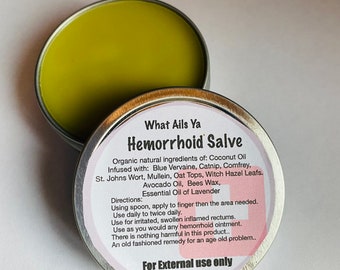 What Ails Ya
Hemorrhoid Salve
Organic natural ingredients of: Coconut Oil
Infused with: Blue Vervaine, Catnip, Comfrey,
St. Johns Wort, Mullein, Oat Tops, Witch Hazel Leafs.
Avocado Oil, Bees Wax,
Essential Oil of Lavender
Directions:
Using spoon, apply to finger then the area needed.
Use daily to twice daily.
Use for irritated, swollen inflamed rectums.
Use as you would any hemorrhoid ointment.
There is nothing harmful in this product..
An old fashioned remedy for an age old problem..
For External use only